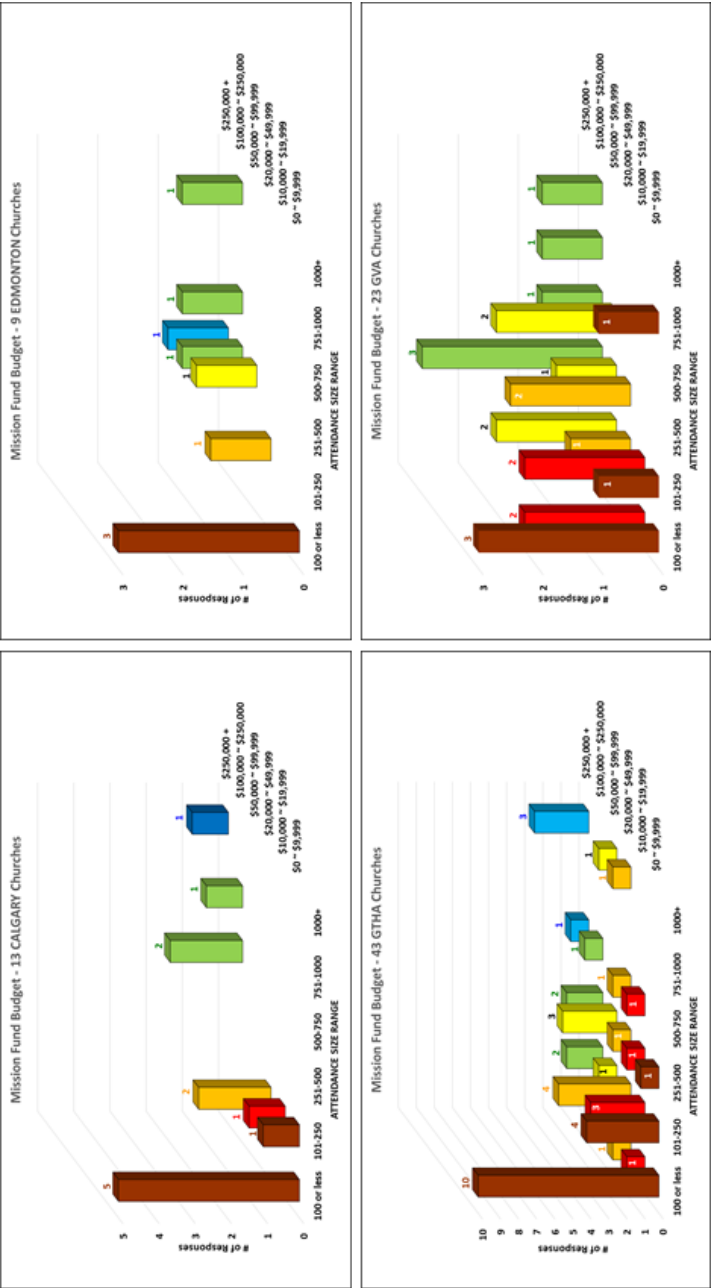 Mission Fund Budget - 13 CALGARY Churches
5
4
3
2
1
0
# of Responses
5
1
1
2
2
1
1
100 or less
101-250
251-500
500-750
751-1000
1000+
ATTENDANCE SIZE RANGE
$250,000 +
$100,000 ~ $250,000
$50,000 ~ $99,999
$20,000 ~ $49,999
$10,000 ~ $19,999
$0 ~ $9,999
Mission Fund Budget - 9 EDMONTON Churches
3
2
1
0
# of Responses
3
1
1
1
1
1
1
100 or less
101-250
251-500
500-750
751-1000
1000+
ATTENDANCE SIZE RANGE
$250,000 +
$100,000 ~ $250,000
$50,000 ~ $99,999
$20,000 ~ $49,999
$10,000 ~ $19,999
$0 ~ $9,999
Mission Fund Budget - 43 GTHA Churches
10
9
8
7
6
5
4
3
2
1
0
# of Responses
10
1
1
4
3
4
1
2
1
1
1
3
2
1
1
1
1
1
1
3
100 or less
101-250
251-500
500-750
751-1000
1000+
ATTENDANCE SIZE RANGE
$250,000 +
$100,000 ~ $250,000
$50,000 ~ $99,999
$20,000 ~ $49,999
$10,000 ~ $19,999
$0 ~ $9,999
Mission Fund Budget - 23 GVA Churches
3
2
1
0
# of Responses
3
2
1
2
1
2
2
1
3
1
2
1
1
1
100 or less
101-250
251-500
500-750
751-1000
1000+
ATTENDANCE SIZE RANGE
$250,000 +
$100,000 ~ $250,000
$50,000 ~ $99,999
$20,000 ~ $49,999
$10,000 ~ $19,999
$0 ~ $9,999